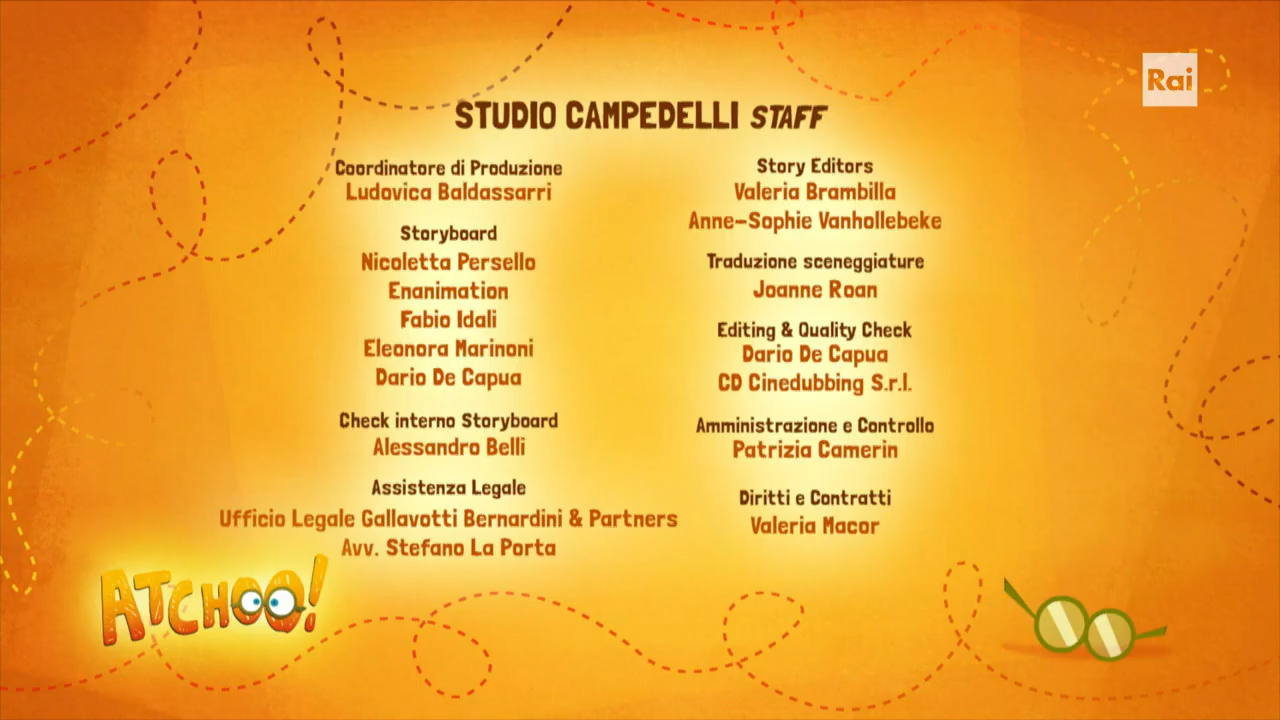 Rai
STUDIO CAMPEDELLI STAFF
Coordinatore di Produzione
Ludovica Baldassarri
Storyboard
Nicoletta Persello
Enanimation
Fabio Idali
Eleonora Marinoni
Dario De Capua
Check interno Storyboard
Alessandro Belli
Assistenza Legale
Ufficio Legale Gallavotti Bernardini & Partners
Avv. Stefano La Porta
Story Editors
Valeria Brambilla
Anne-Sophie Vanhollebeke
Traduzione sceneggiature
Joanne Roan
Editing & Quality Check
Dario De Capua
CD Cinedubbing S.r.l.
Amministrazione e Controllo
Patrizia Camerin
Diritti e Contratti
Valeria Macor
ATCHOO!